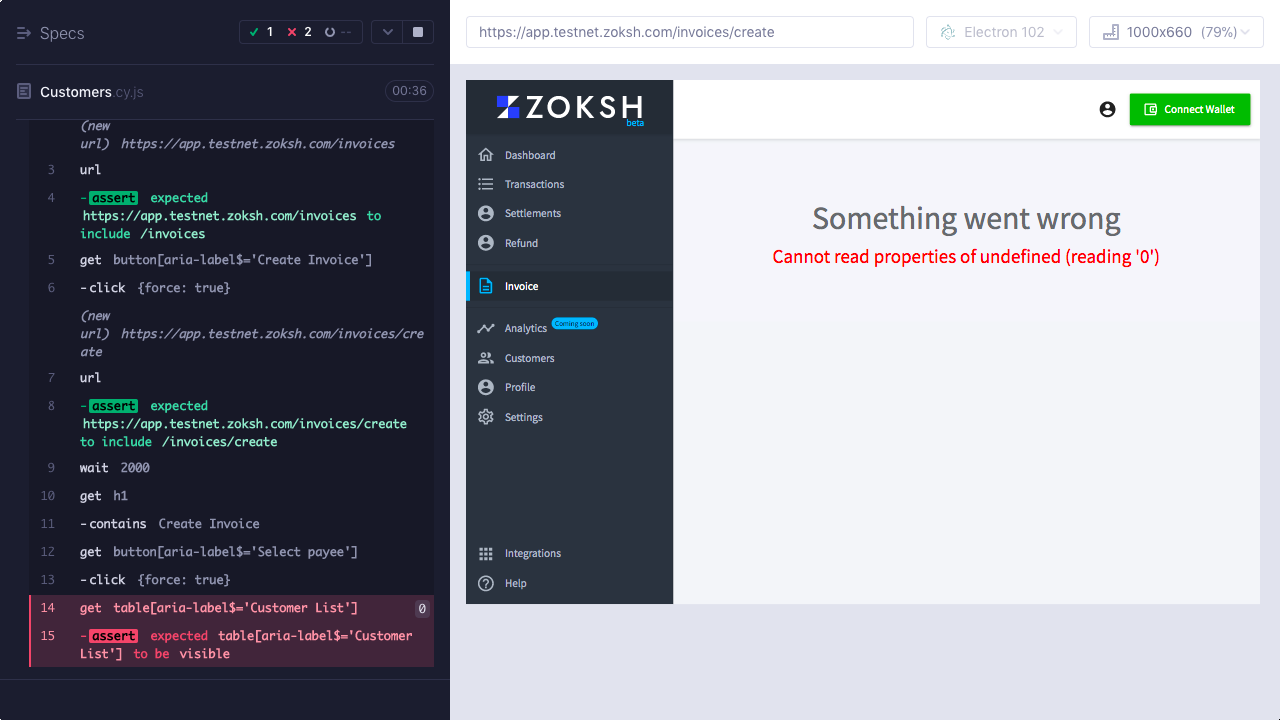 Specs
1
2
--
Customers.cy.js
00:36
(new
url) https://app.testnet.zoksh.com/invoices
3 url
4 -assert expected
https://app.testnet.zoksh.com/invoices to
include /invoices
5 get button[aria-label$='Create Invoice']
6 -click {force: true}
(new
url) https://app.testnet.zoksh.com/invoices/cre
ate
7 url
8 -assert expected
https://app.testnet.zoksh.com/invoices/create
to include /invoices/create
9 wait 2000
10 get h1
11 -contains Create Invoice
12 get button[aria-label$='Select payee']
13 -click {force: true}
14 get table[aria-label$='Customer List'] 0
15 -assert expected table[aria-label$='Customer
List'] to be visible
https://app.testnet.zoksh.com/invoices/create
Electron 102
1000x660 (79%)
ZOKSH
beta
Connect Wallet
Dashboard
Transactions
Settlements
Refund
Invoice
Analytics Coming soon
Customers
Profile
Settings
Integrations
Help
Something went wrong
Cannot read properties of undefined (reading '0')